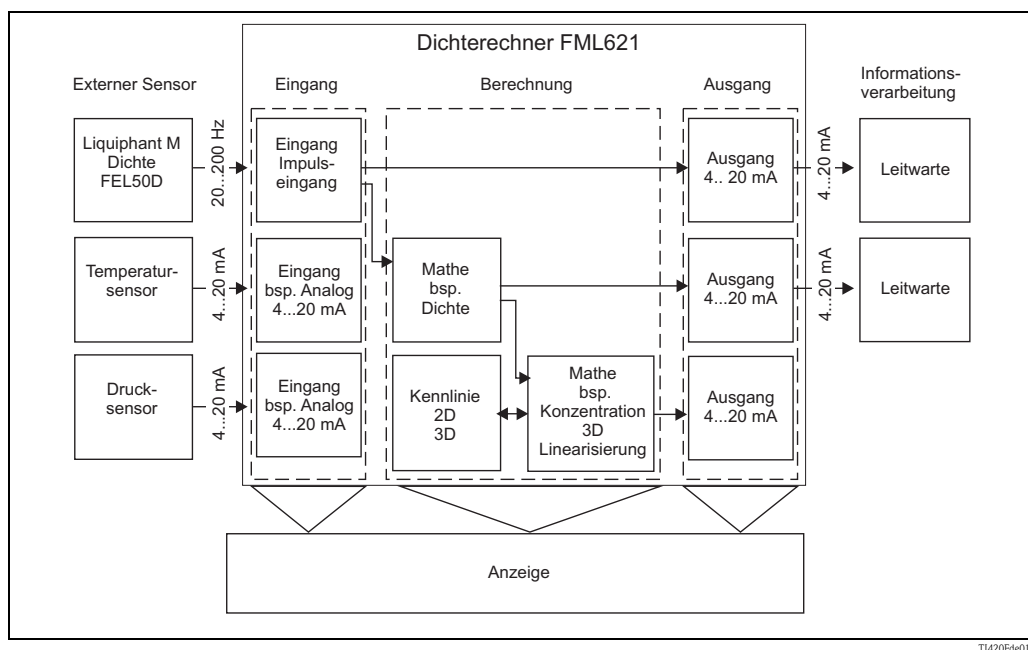 Dichterechner FML621
Externer Sensor
Eingang
Berechnung
Ausgang
Informations-
verarbeitung
Liquiphant M
Dichte
FEL50D
20...200 Hz
Eingang
Impuls-
eingang
Ausgang
4.. 20 mA
4...20 mA
Leitwarte
Temperatur-
sensor
4...20 mA
Eingang
bsp. Analog
4...20 mA
Mathe
bsp.
Dichte
Ausgang
4...20 mA
4...20 mA
Leitwarte
Druck-
sensor
4...20 mA
Eingang
bsp. Analog
4...20 mA
Kennlinie
2D
3D
Mathe
bsp.
Konzentration
3D
Linearisierung
Ausgang
4...20 mA
Anzeige
TI420Fde01